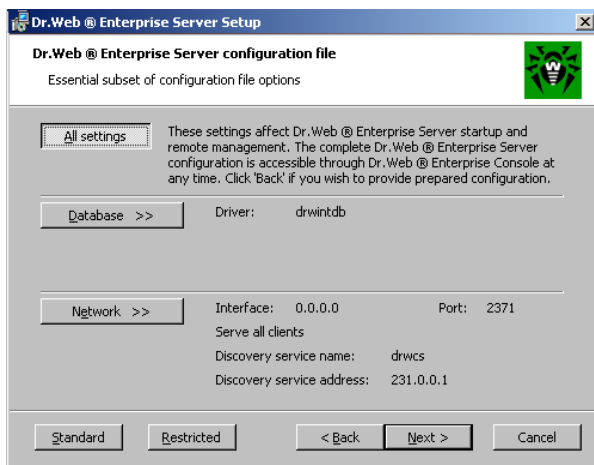 Dr.Web ® Enterprise Server Setup
Dr.Web ® Enterprise Server configuration file
Essential subset of configuration file options
All settings
These settings affect Dr.Web ® Enterprise Server startup and
remote management. The complete Dr.Web ® Enterprise Server
configuration is accessible through Dr.Web ® Enterprise Console at
any time. Click 'Back' if you wish to provide prepared configuration.
Database >> Driver: drwintdb
Network >> Interface: 0.0.0.0 Port: 2371
Serve all clients
Discovery service name: drwcs
Discovery service address: 231.0.0.1
Standard Restricted < Back Next > Cancel